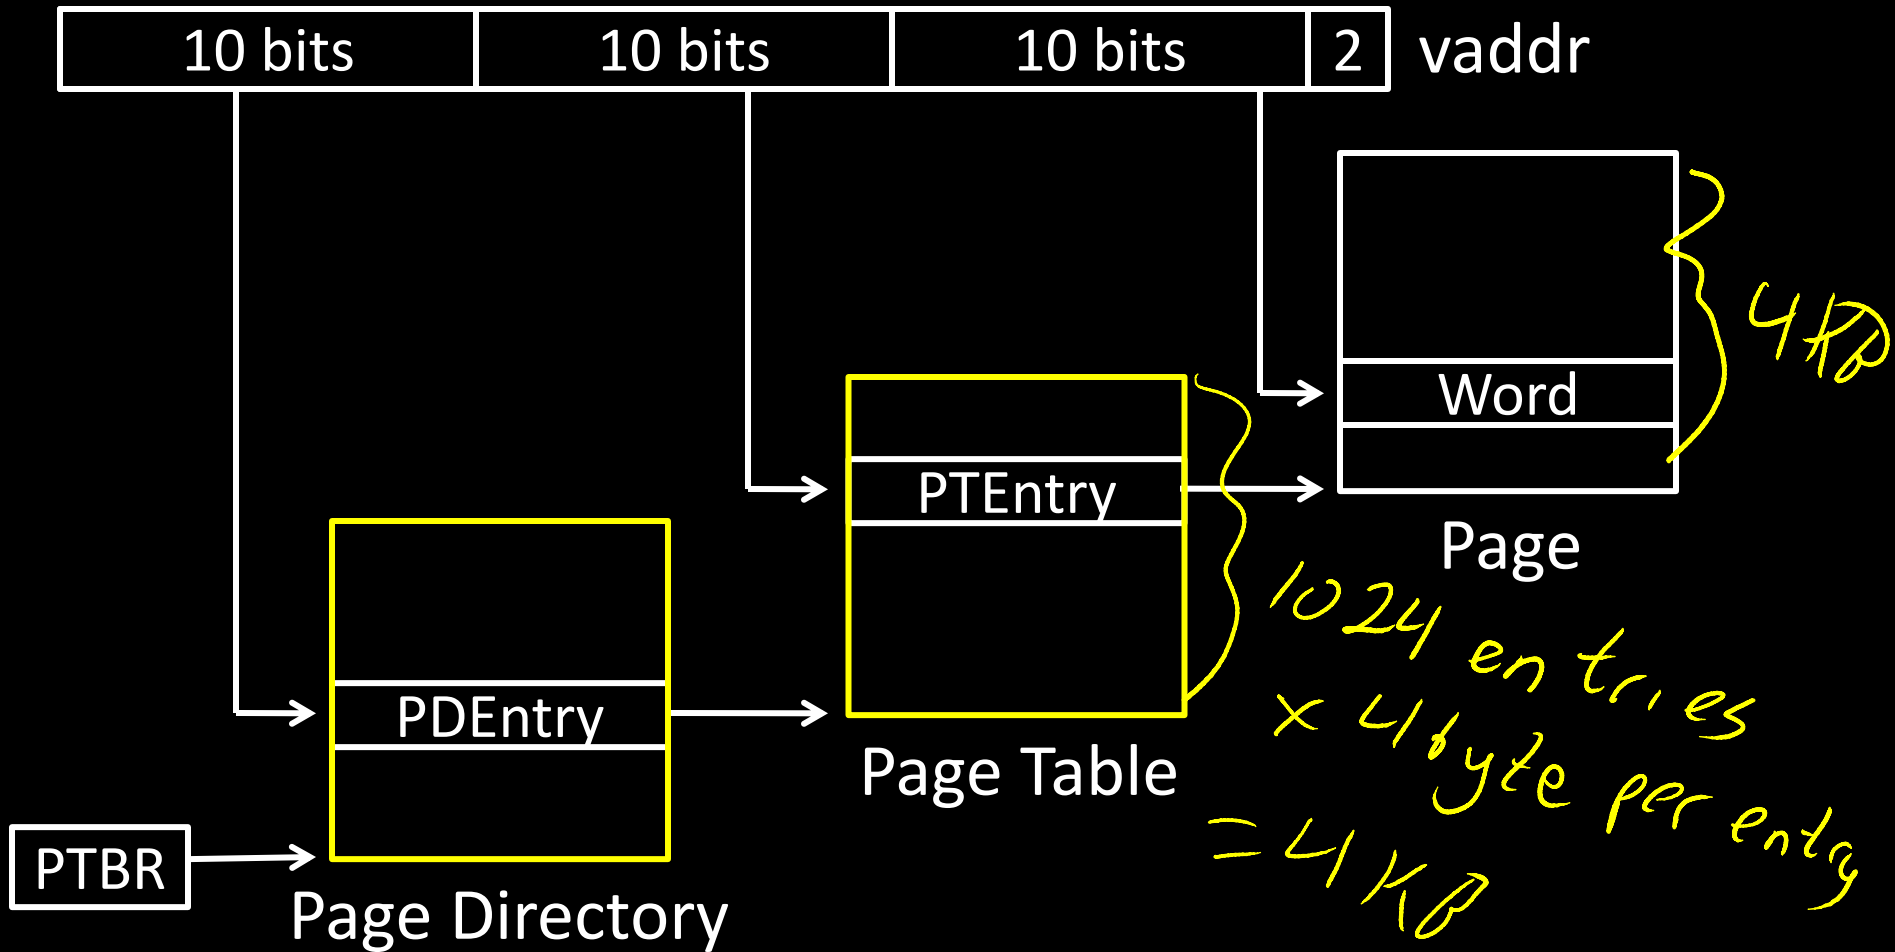 10 bits 10 bits 10 bits 2 vaddr
4KB
Word
PTEntry
Page
1024 entries
PDEntry
x 4 byte per entry
Page Table
= 4KB
PTBR
Page Directory